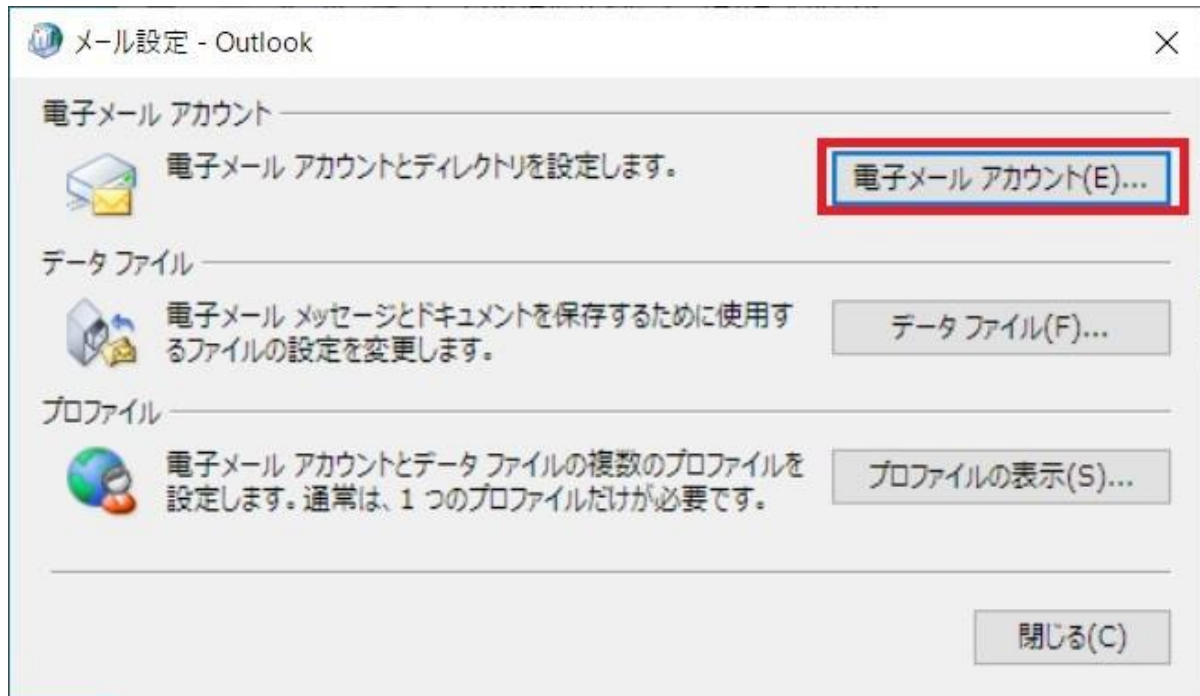 メール設定 - Outlook
電子メール アカウント
電子メール アカウントとディレクトリを設定します。
電子メール アカウント(E)...
データ ファイル
電子メール メッセージとドキュメントを保存するために使用す
るファイルの設定を変更します。
データ ファイル(F)...
プロファイル
電子メール アカウントとデータ ファイルの複数のプロファイルを
設定します。通常は、1 つのプロファイルだけが必要です。
プロファイルの表示(S)...
閉じる(C)